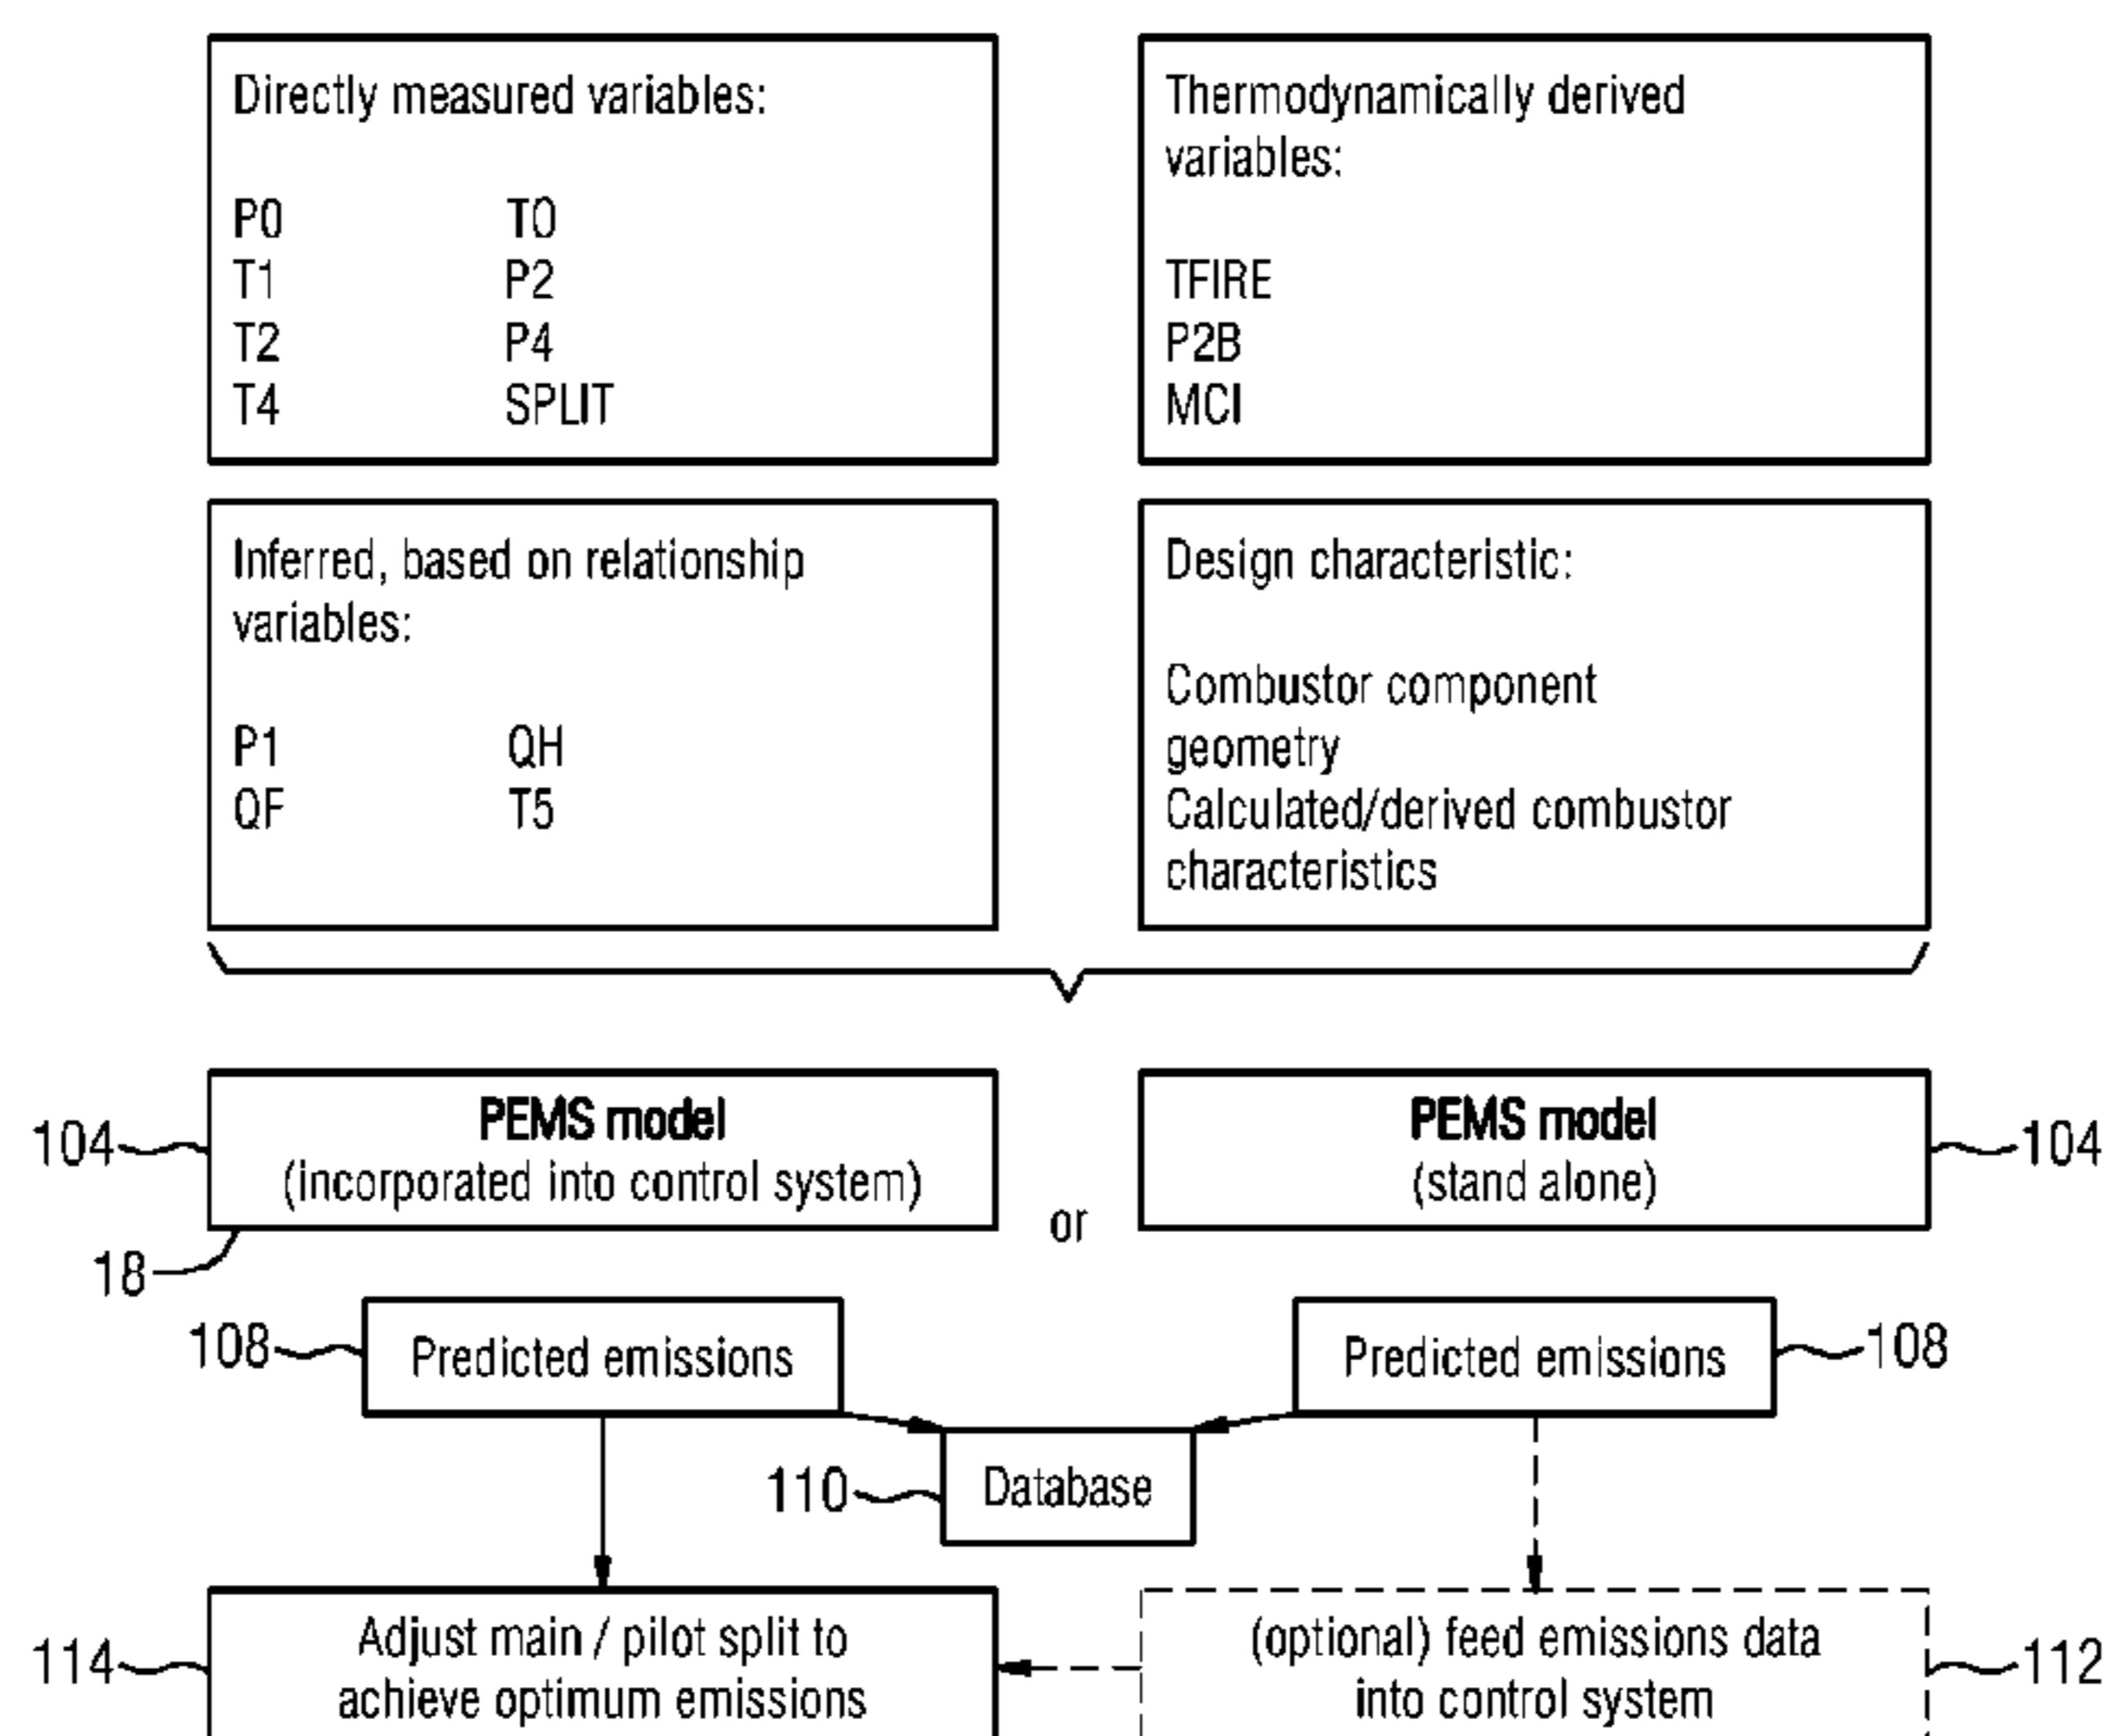 Directly measured variables:
P0 T0
T1 P2
T2 P4
T4 SPLIT
Thermodynamically derived
variables:
TFIRE
P2B
MCI
Inferred, based on relationship
variables:
P1 QH
QF T5
Design characteristic:
Combustor component
geometry
Calculated/derived combustor
characteristics
104
PEMS model
(incorporated into control system)
18
or
PEMS model
(stand alone)
104
108
Predicted emissions
Predicted emissions
108
110
Database
114
Adjust main / pilot split to
achieve optimum emissions
(optional) feed emissions data
into control system
112